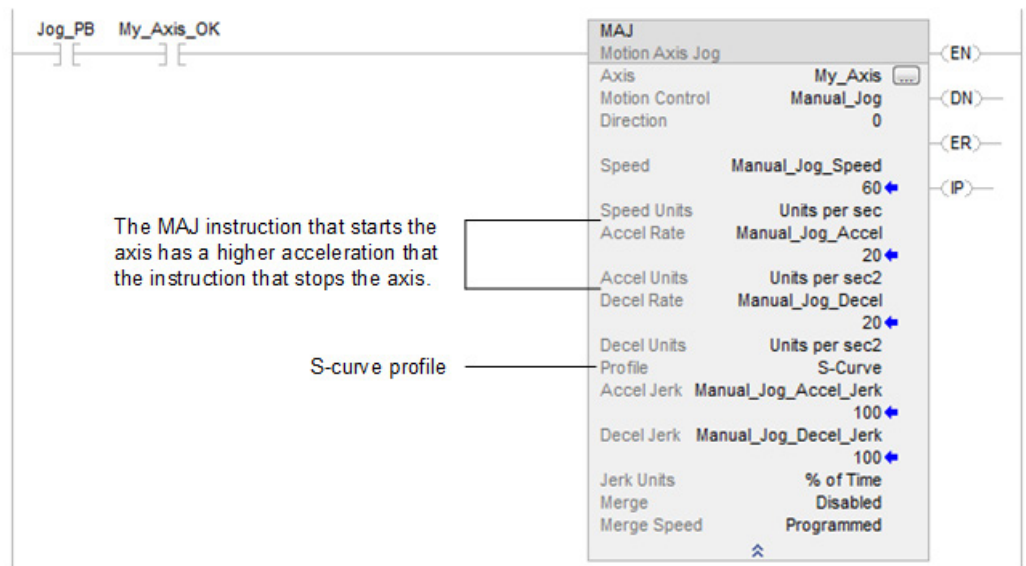 Jog_PB My_Axis_OK
MAJ
Motion Axis Jog
EN
Axis My_Axis ...
Motion Control Manual_Jog
DN
Direction 0
ER
Speed Manual_Jog_Speed
60
IP
Speed Units Units per sec
Accel Rate Manual_Jog_Accel
20
Accel Units Units per sec2
Decel Rate Manual_Jog_Decel
20
Decel Units Units per sec2
Profile S-Curve
Accel Jerk Manual_Jog_Accel_Jerk
100
Decel Jerk Manual_Jog_Decel_Jerk
100
Jerk Units % of Time
Merge Disabled
Merge Speed Programmed
The MAJ instruction that starts the
axis has a higher acceleration that
the instruction that stops the axis.
S-curve profile